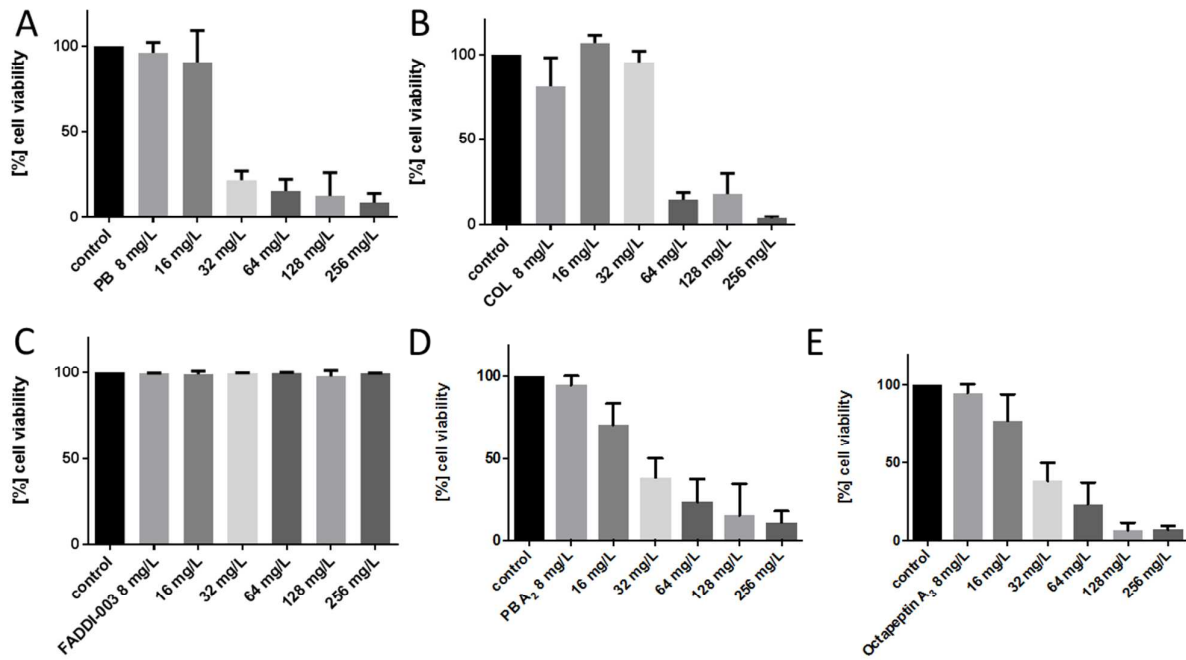 A
[%] cell viability
100
50
0
control
PB 8 mg/L
16 mg/L
32 mg/L
64 mg/L
128 mg/L
256 mg/L
B
[%] cell viability
100
50
0
control
COL 8 mg/L
16 mg/L
32 mg/L
64 mg/L
128 mg/L
256 mg/L
C
[%] cell viability
100
50
0
control
FADDI-003 8 mg/L
16 mg/L
32 mg/L
64 mg/L
128 mg/L
256 mg/L
D
[%] cell viability
100
50
0
control
PB A₂ 8 mg/L
16 mg/L
32 mg/L
64 mg/L
128 mg/L
256 mg/L
E
[%] cell viability
100
50
0
control
Octapeptin A₃ 8 mg/L
16 mg/L
32 mg/L
64 mg/L
128 mg/L
256 mg/L